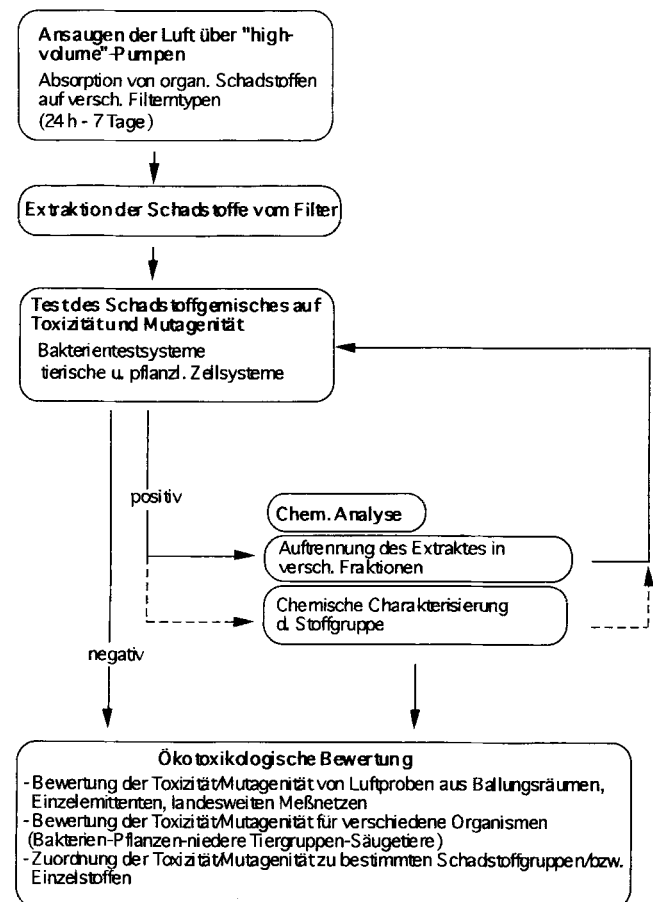 Ansaugen der Luft über "high-
volume"-Pumpen
Absorption von organ. Schadstoffen
auf versch. Filterntypen
(24 h - 7 Tage)
Extraktion der Schadstoffe vom Filter
Test des Schadstoffgemisches auf
Toxizität und Mutagenität
Bakterientestsysteme
tierische u. pflanzl. Zellsysteme
positiv
Chem. Analyse
Auftrennung des Extraktes in
versch. Fraktionen
Chemische Charakterisierung
d. Stoffgruppe
negativ
Ökotoxikologische Bewertung
- Bewertung der Toxizität/Mutagenität von Luftproben aus Ballungsräumen,
Einzelemittenten, landesweiten Meßnetzen
- Bewertung der Toxizität/Mutagenität für verschiedene Organismen
(Bakterien-Pflanzen-niedere Tiergruppen-Säugetiere)
- Zuordnung der Toxizität/Mutagenität zu bestimmten Schadstoffgruppen/bzw.
Einzelstoffen